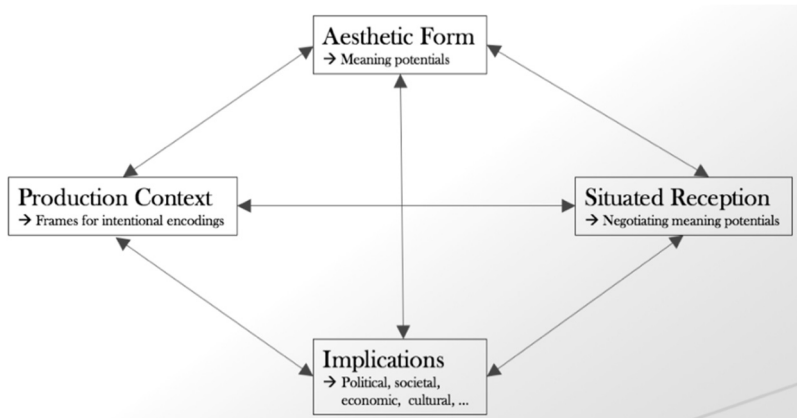 Aesthetic Form
→ Meaning potentials
Production Context
→ Frames for intentional encodings
Situated Reception
→ Negotiating meaning potentials
Implications
→ Political, societal,
economic, cultural, ...